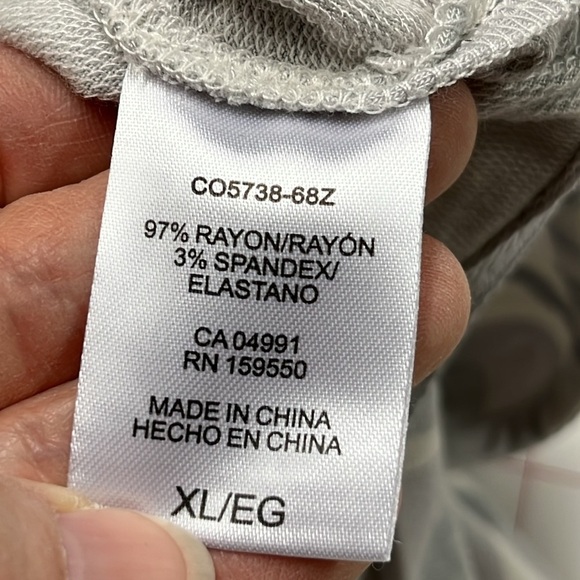 CO5738-68Z
97% RAYON/RAYÓN
3% SPANDEX/
ELASTANO
CA 04991
RN 159550
MADE IN CHINA
HECHO EN CHINA
XL/EG